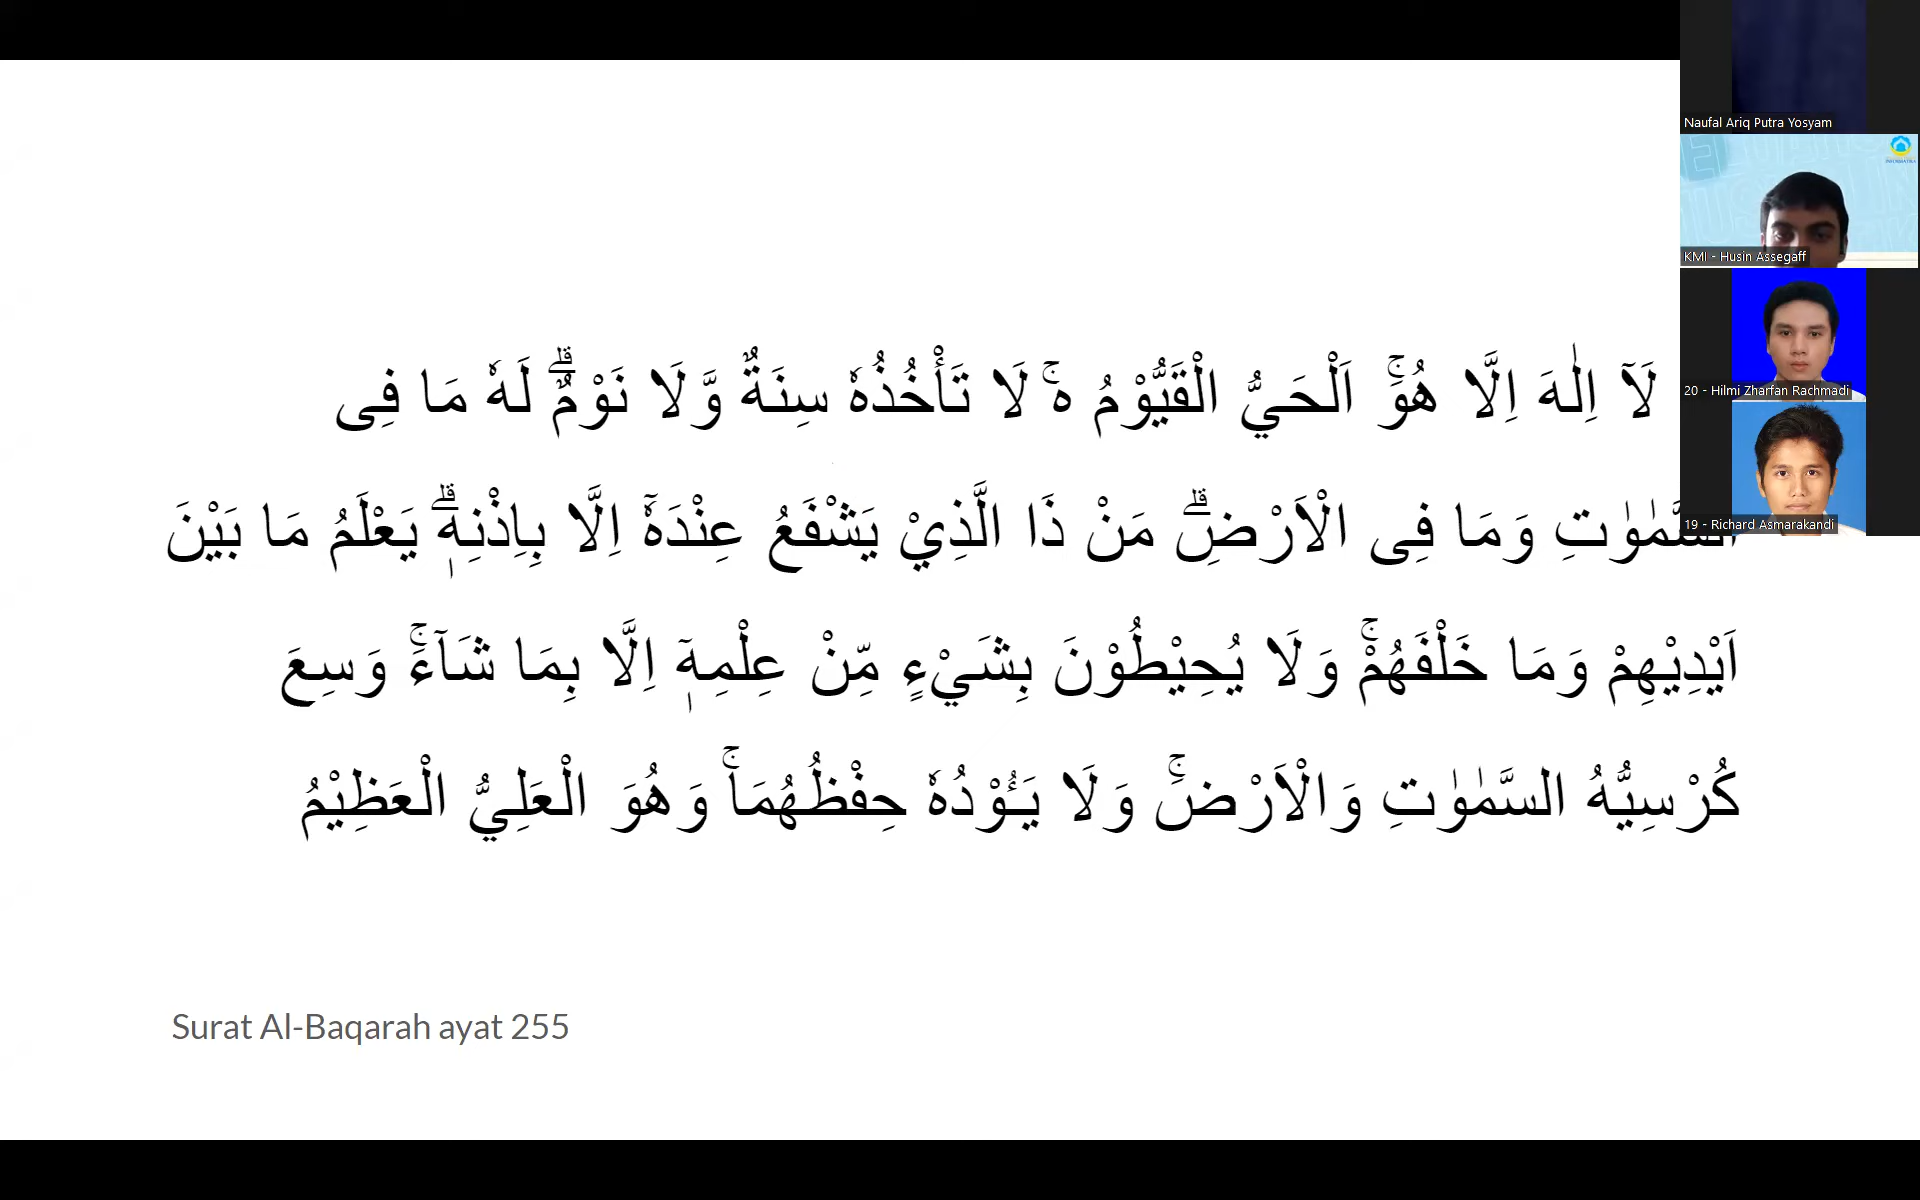 لَآ اِلٰهَ اِلَّا هُوَۚ اَلْحَيُّ الْقَيُّوْمُ ەۚ لَا تَأْخُذُهٗ سِنَةٌ وَّلَا نَوْمٌۗ لَهٗ مَا فِى
السَّمٰوٰتِ وَمَا فِى الْاَرْضِۗ مَنْ ذَا الَّذِيْ يَشْفَعُ عِنْدَهٗٓ اِلَّا بِاِذْنِهٖۗ يَعْلَمُ مَا بَيْنَ
اَيْدِيْهِمْ وَمَا خَلْفَهُمْۚ وَلَا يُحِيْطُوْنَ بِشَيْءٍ مِّنْ عِلْمِهٖٓ اِلَّا بِمَا شَاۤءَۚ وَسِعَ
كُرْسِيُّهُ السَّمٰوٰتِ وَالْاَرْضَۚ وَلَا يَـُٔوْدُهٗ حِفْظُهُمَاۚ وَهُوَ الْعَلِيُّ الْعَظِيْمُ
Surat Al-Baqarah ayat 255
Naufal Ariq Putra Yosyam
KMI - Husin Assegaff
20 - Hilmi Zharfan Rachmadi
19 - Richard Asmarakandi